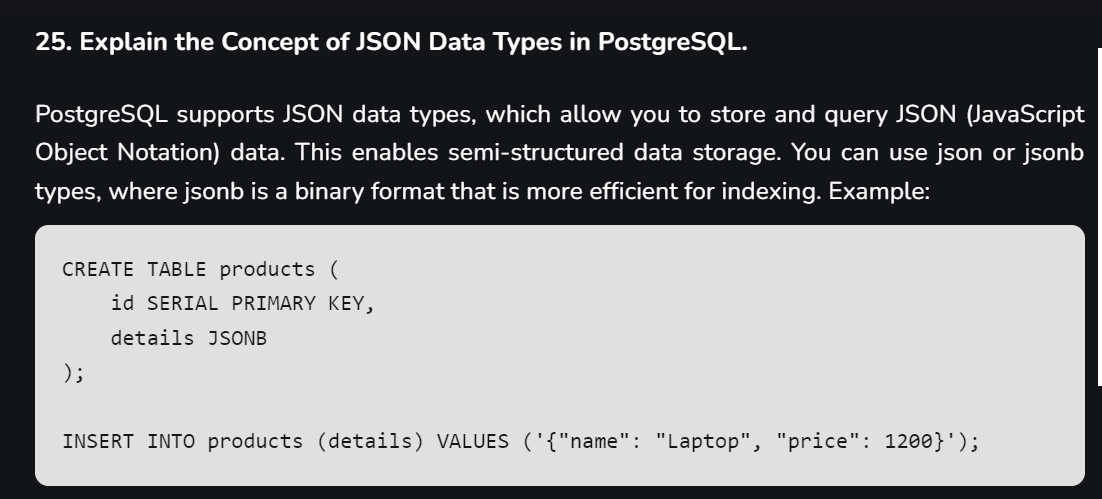 25. Explain the Concept of JSON Data Types in PostgreSQL.
PostgreSQL supports JSON data types, which allow you to store and query JSON (JavaScript
Object Notation) data. This enables semi-structured data storage. You can use json or jsonb
types, where jsonb is a binary format that is more efficient for indexing. Example:
CREATE TABLE products (
    id SERIAL PRIMARY KEY,
    details JSONB
);
INSERT INTO products (details) VALUES ('{"name": "Laptop", "price": 1200}');